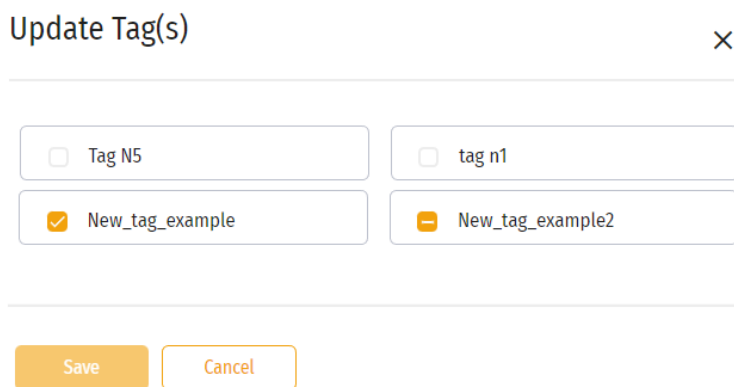 Update Tag(s)
Tag N5
tag n1
New_tag_example
New_tag_example2
Save
Cancel